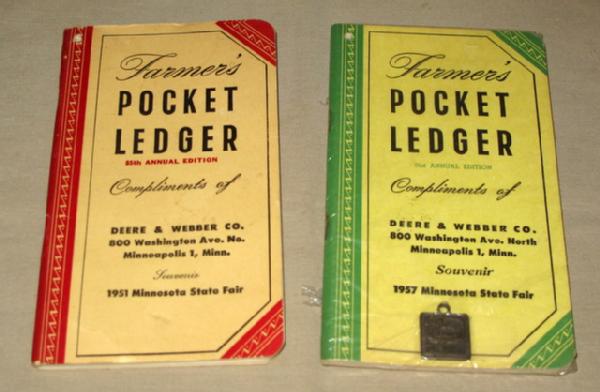 Farmer's
POCKET
LEDGER
85th ANNUAL EDITION
Compliments of
DEERE & WEBBER CO.
800 Washington Ave. No.
Minneapolis 1, Minn.
Souvenir
1951 Minnesota State Fair
Farmer's
POCKET
LEDGER
ANNUAL EDITION
Compliments of
DEERE & WEBBER CO.
800 Washington Ave. North
Minneapolis 1, Minn.
Souvenir
1957 Minnesota State Fair